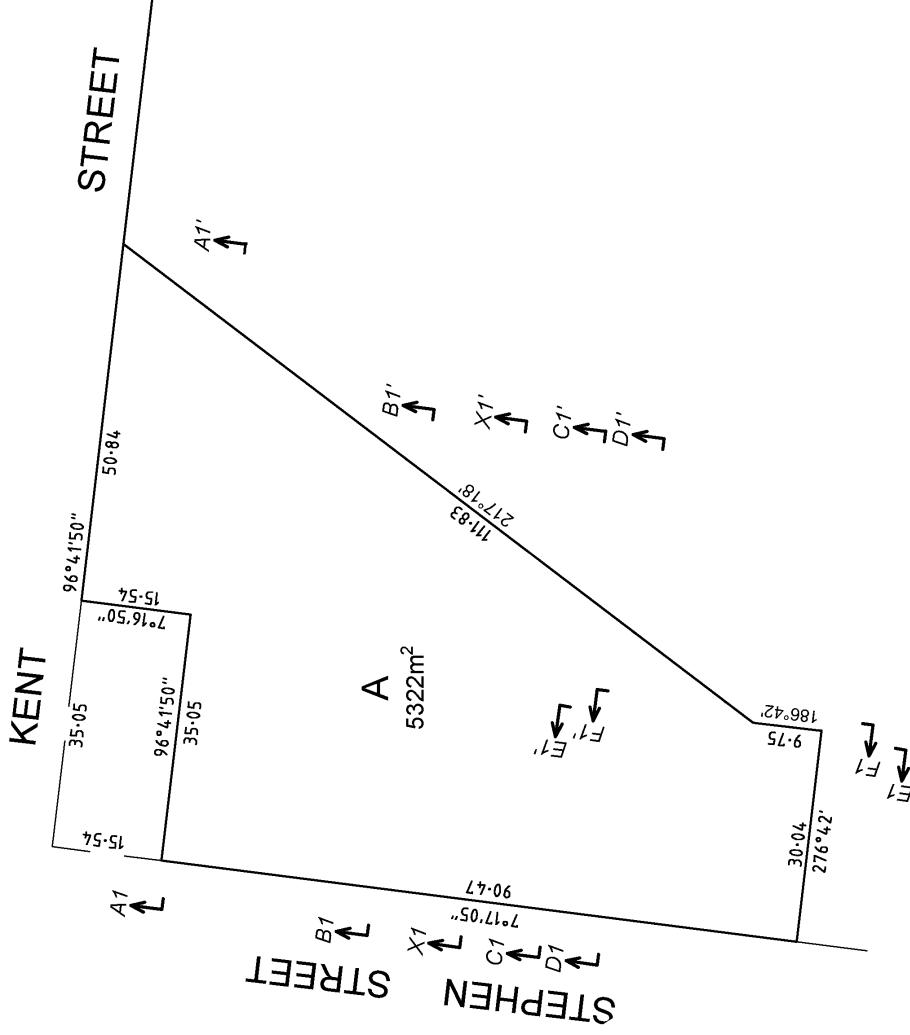 KENT STREET
96°41'50"
50·84
35·05
15·54
7°16'50"
15·54
96°41'50"
35·05
A1'
B1'
X1'
C1'
D1'
111·83
217°18'
A
5322m²
E1'
F1'
186°42'
9·75
30·04
276°42'
F1
E1
90·47
7°17'05"
A1
B1
X1
C1
D1
STEPHEN STREET